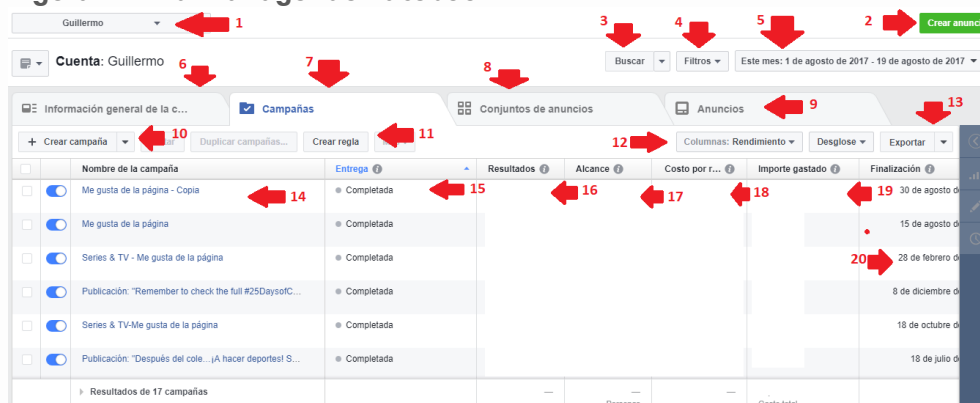 Guillermo 1 2 Crear anunci
3 4 5
Cuenta: Guillermo 6 7 8 Buscar Filtros Este mes: 1 de agosto de 2017 - 19 de agosto de 2017
Información general de la c... Campañas Conjuntos de anuncios Anuncios 9 13
+ Crear campaña 10 Duplicar campañas... Crear regla 11 12 Columnas: Rendimiento Desglose Exportar
Nombre de la campaña Entrega Resultados Alcance Costo por r... Importe gastado Finalización
Me gusta de la página - Copia 14 Completada 15 16 17 18 19 30 de agosto d
Me gusta de la página Completada 15 de agosto d
Series & TV - Me gusta de la página Completada 20 28 de febrero d
Publicación: "Remember to check the full #25DaysofC... Completada 8 de diciembre d
Series & TV-Me gusta de la página Completada 18 de octubre d
Publicación: "Después del cole... ¡A hacer deportes! S... Completada 18 de julio d
Resultados de 17 campañas — — —